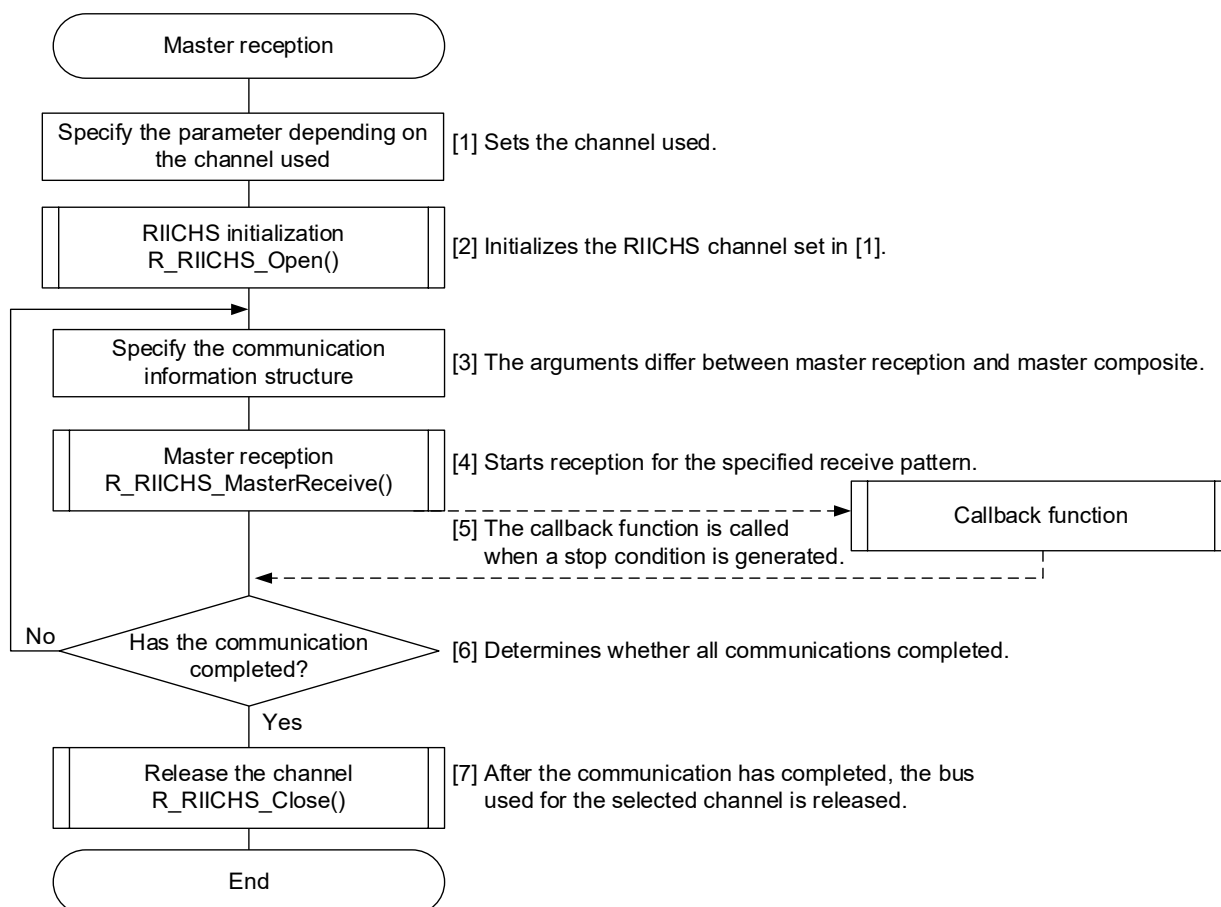 Master reception
Specify the parameter depending on
the channel used
[1] Sets the channel used.
RIICHS initialization
R_RIICHS_Open()
[2] Initializes the RIICHS channel set in [1].
Specify the communication
information structure
[3] The arguments differ between master reception and master composite.
Master reception
R_RIICHS_MasterReceive()
[4] Starts reception for the specified receive pattern.
[5] The callback function is called
when a stop condition is generated.
Callback function
No
Has the communication
completed?
[6] Determines whether all communications completed.
Yes
Release the channel
R_RIICHS_Close()
[7] After the communication has completed, the bus
used for the selected channel is released.
End